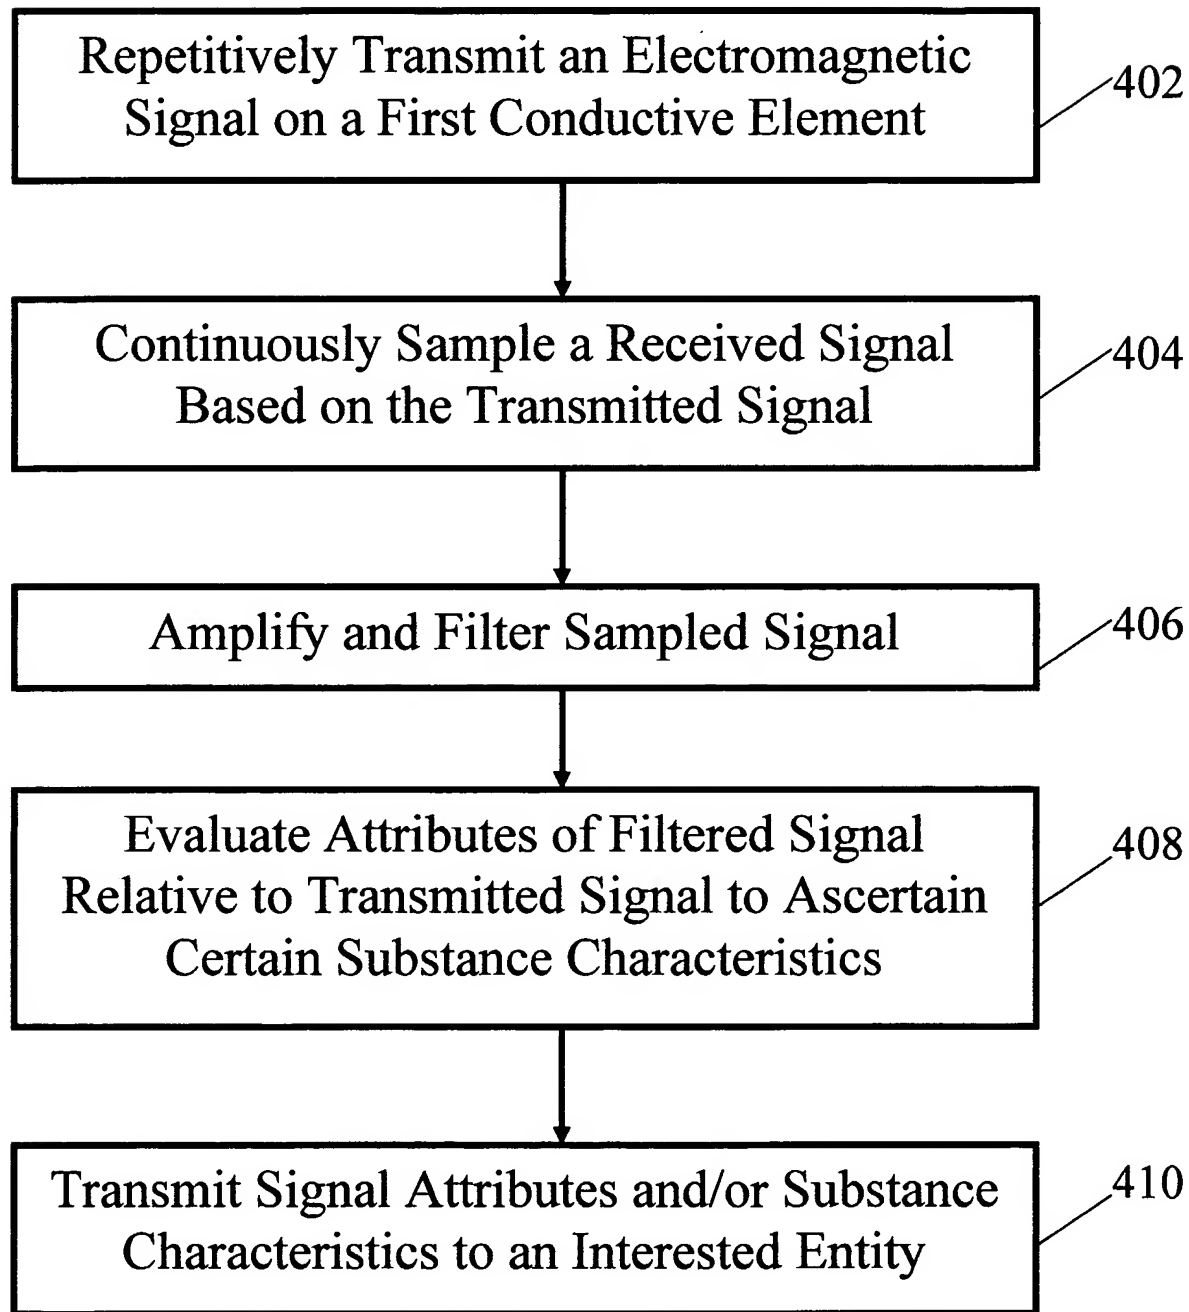 Repetitively Transmit an Electromagnetic
Signal on a First Conductive Element
402
Continuously Sample a Received Signal
Based on the Transmitted Signal
404
Amplify and Filter Sampled Signal
406
Evaluate Attributes of Filtered Signal
Relative to Transmitted Signal to Ascertain
Certain Substance Characteristics
408
Transmit Signal Attributes and/or Substance
Characteristics to an Interested Entity
410